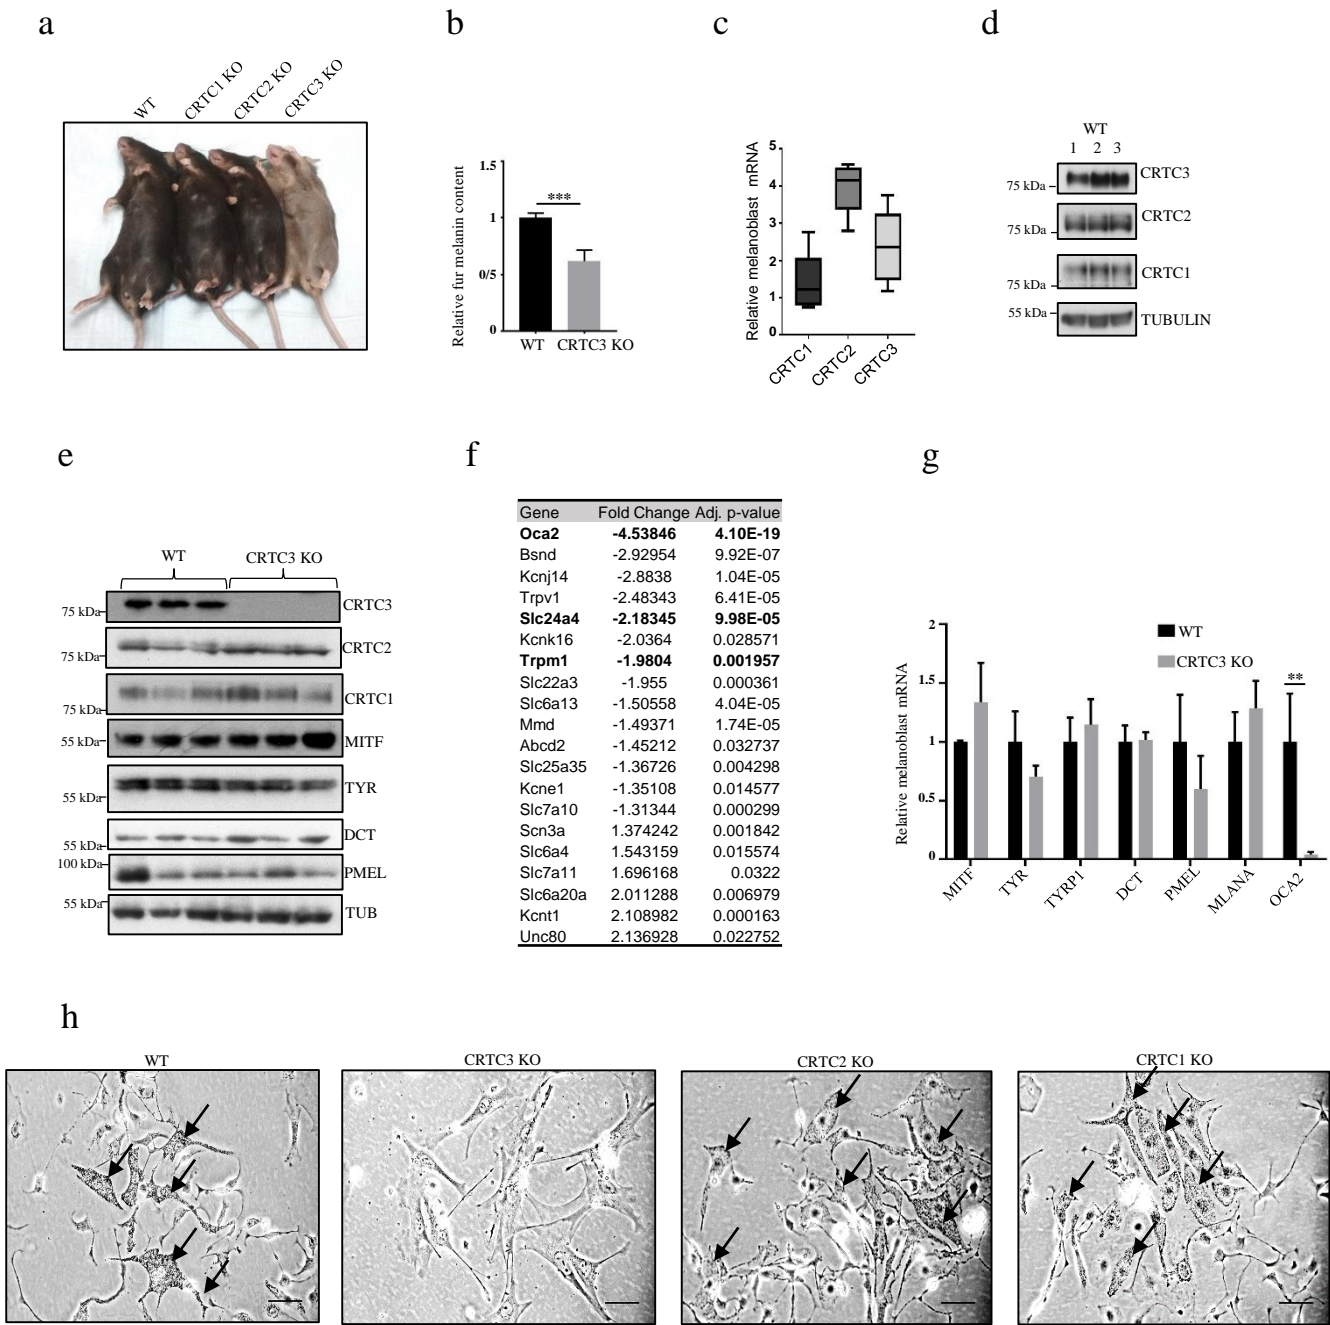 a
WT
CRTC1 KO
CRTC2 KO
CRTC3 KO
b
Relative fur melanin content
1.5
1
0/5
0
***
WT CRTC3 KO
c
Relative melanoblast mRNA
5
4
3
2
1
0
CRTC1
CRTC2
CRTC3
d
WT
1 2 3
75 kDa CRTC3
75 kDa CRTC2
75 kDa CRTC1
55 kDa TUBULIN
e
WT CRTC3 KO
75 kDa CRTC3
75 kDa CRTC2
75 kDa CRTC1
55 kDa MITF
55 kDa TYR
55 kDa DCT
100 kDa PMEL
55 kDa TUB
f
Gene Fold Change Adj. p-value
Oca2 -4.53846 4.10E-19
Bsnd -2.92954 9.92E-07
Kcnj14 -2.8838 1.04E-05
Trpv1 -2.48343 6.41E-05
Slc24a4 -2.18345 9.98E-05
Kcnk16 -2.0364 0.028571
Trpm1 -1.9804 0.001957
Slc22a3 -1.955 0.000361
Slc6a13 -1.50558 4.04E-05
Mmd -1.49371 1.74E-05
Abcd2 -1.45212 0.032737
Slc25a35 -1.36726 0.004298
Kcne1 -1.35108 0.014577
Slc7a10 -1.31344 0.000299
Scn3a 1.374242 0.001842
Slc6a4 1.543159 0.015574
Slc7a11 1.696168 0.0322
Slc6a20a 2.011288 0.006979
Kcnt1 2.108982 0.000163
Unc80 2.136928 0.022752
g
Relative melanoblast mRNA
2
1.5
1
0.5
0
WT
CRTC3 KO
**
MITF
TYR
TYRP1
DCT
PMEL
MLANA
OCA2
h
WT
CRTC3 KO
CRTC2 KO
CRTC1 KO